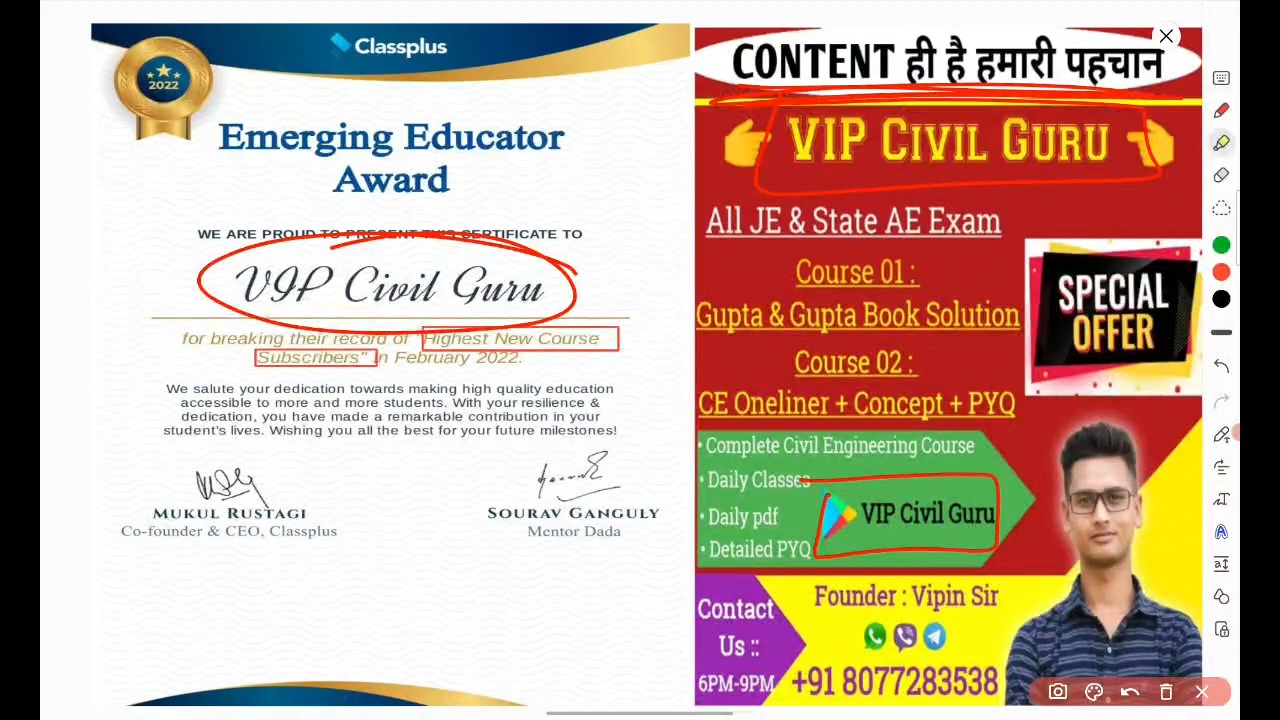 Classplus
2022
Emerging Educator
Award
WE ARE PROUD TO PRESENT THIS CERTIFICATE TO
VIP Civil Guru
for breaking their record of "Highest New Course
Subscribers" in February 2022.
We salute your dedication towards making high quality education
accessible to more and more students. With your resilience &
dedication, you have made a remarkable contribution in your
student's lives. Wishing you all the best for your future milestones!
MUKUL RUSTAGI
Co-founder & CEO, Classplus
SOURAV GANGULY
Mentor Dada
CONTENT ही है हमारी पहचान
VIP CIVIL GURU
All JE & State AE Exam
Course 01 :
Gupta & Gupta Book Solution
Course 02 :
CE Oneliner + Concept + PYQ
SPECIAL
OFFER
• Complete Civil Engineering Course
• Daily Classes
• Daily pdf
• Detailed PYQ
VIP Civil Guru
Founder : Vipin Sir
Contact
Us ::
6PM-9PM
+91 8077283538